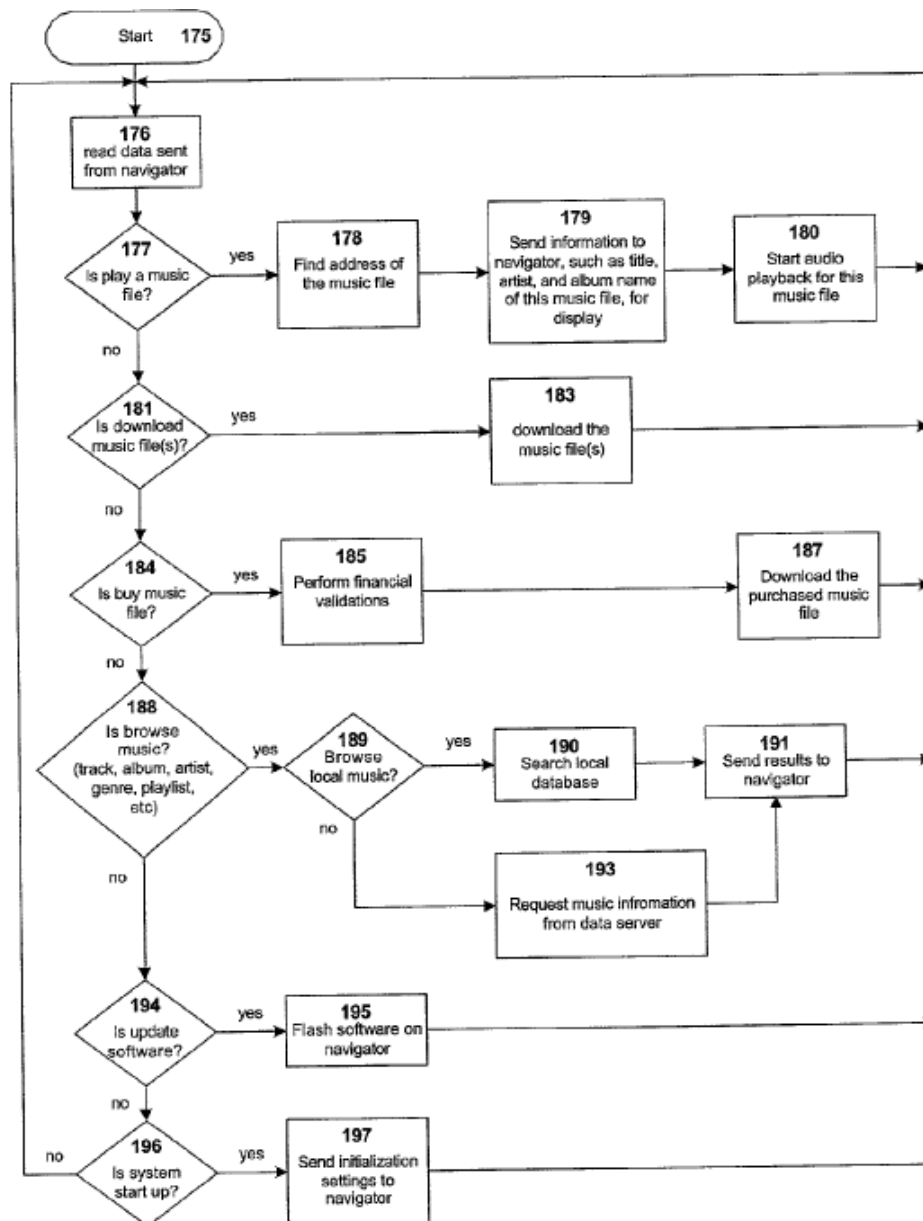 Start 175
176
read data sent
from navigator
177
Is play a music
file?
yes
178
Find address of
the music file
179
Send information to
navigator, such as title,
artist, and album name
of this music file, for
display
180
Start audio
playback for this
music file
no
181
Is download
music file(s)?
yes
183
download the
music file(s)
no
184
Is buy music
file?
yes
185
Perform financial
validations
187
Download the
purchased music
file
no
188
Is browse
music?
(track, album, artist,
genre, playlist,
etc)
yes
189
Browse
local music?
yes
190
Search local
database
191
Send results to
navigator
no
193
Request music infromation
from data server
no
194
Is update
software?
yes
195
Flash software on
navigator
no
196
Is system
start up?
no
yes
197
Send initialization
settings to
navigator